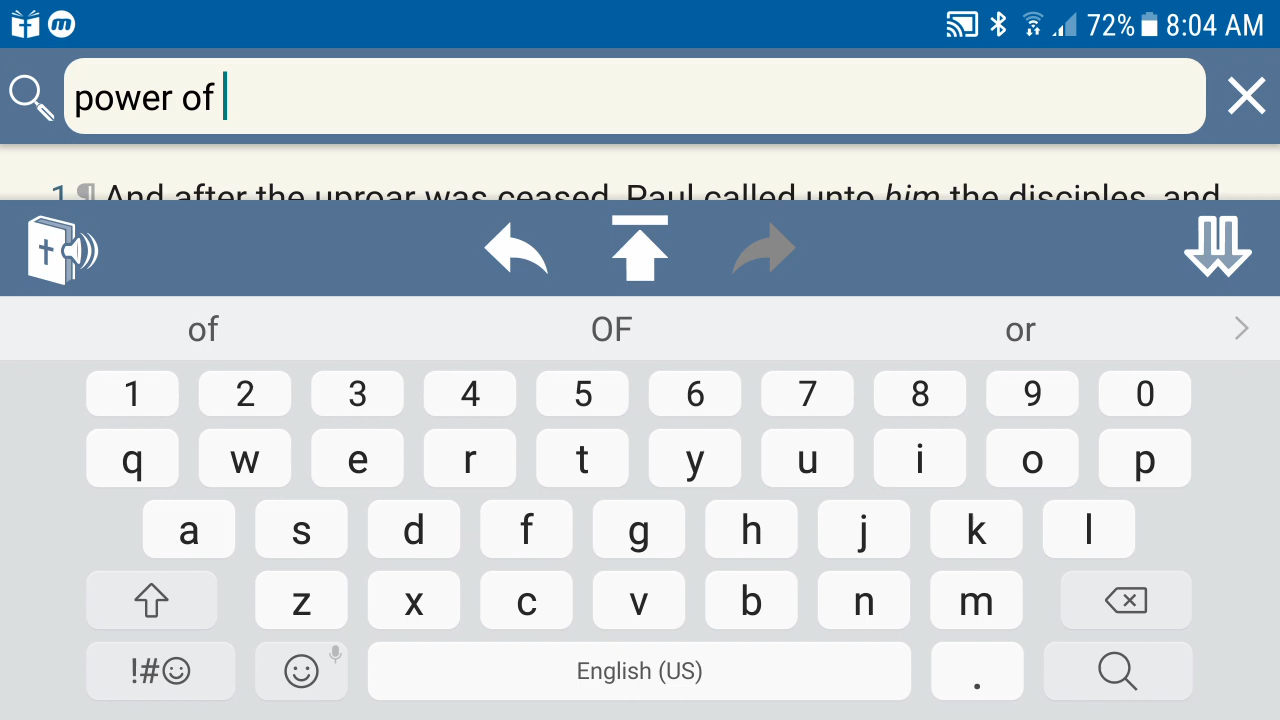 72% 8:04 AM
power of
1 ¶ And after the uproar was ceased, Paul called unto him the disciples, and
of OF or
1 2 3 4 5 6 7 8 9 0
q w e r t y u i o p
a s d f g h j k l
z x c v b n m
!#☺ English (US) .